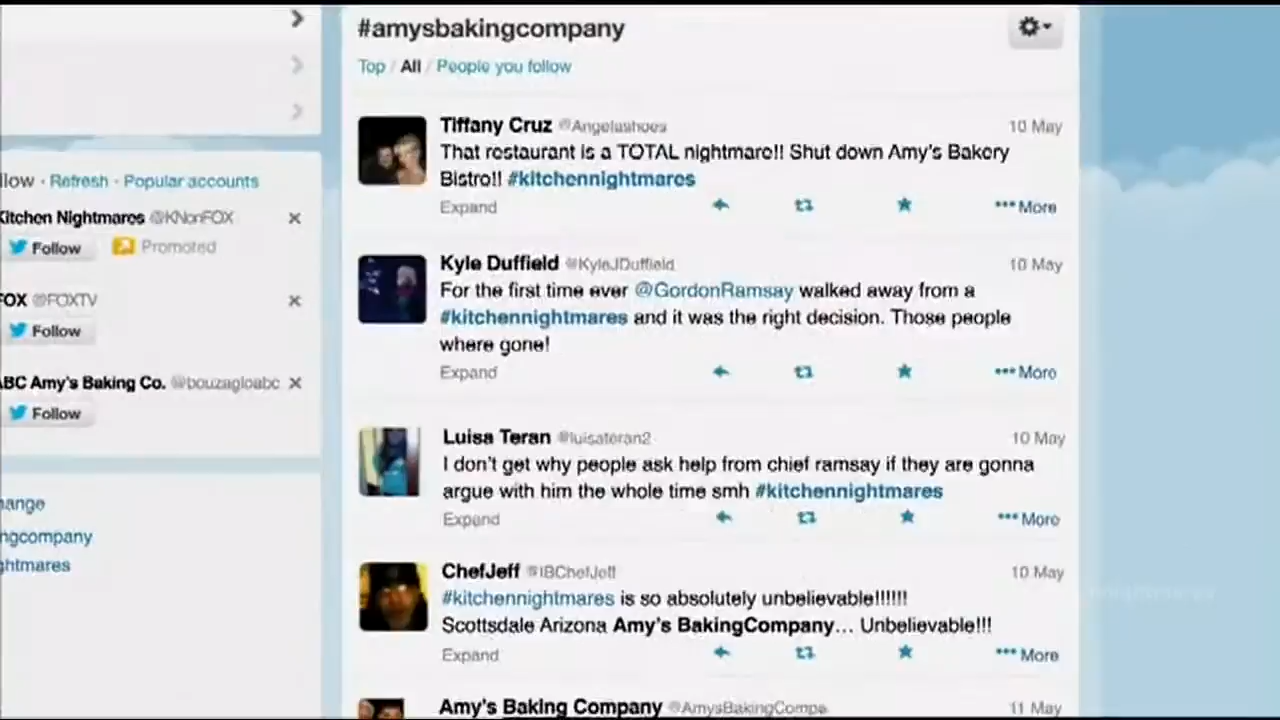 #amysbakingcompany
Top / All / People you follow
Tiffany Cruz @Angelashoes 10 May
That restaurant is a TOTAL nightmare!! Shut down Amy's Bakery
Bistro!! #kitchennightmares
Expand More
Kyle Duffield @KyleJDuffield 10 May
For the first time ever @GordonRamsay walked away from a
#kitchennightmares and it was the right decision. Those people
where gone!
Expand More
Luisa Teran @luisateran2 10 May
I don't get why people ask help from chief ramsay if they are gonna
argue with him the whole time smh #kitchennightmares
Expand More
ChefJeff @IBChefJeff 10 May
#kitchennightmares is so absolutely unbelievable!!!!!!
Scottsdale Arizona Amy's BakingCompany... Unbelievable!!!
Expand More
Amy's Baking Company @AmysBakingCompa 11 May
llow · Refresh · Popular accounts
Kitchen Nightmares @KNonFOX
Follow Promoted
FOX @FOXTV
Follow
ABC Amy's Baking Co. @bouzagloabc
Follow
hange
ngcompany
ghtmares